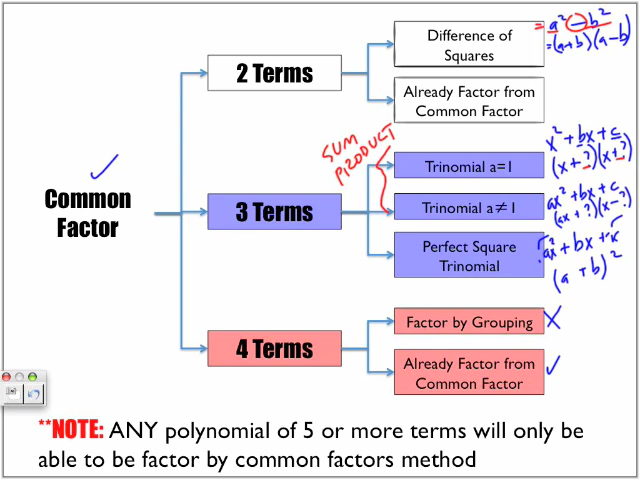 Common
Factor
2 Terms
Difference of
Squares
= a² − b²
=(a+b)(a−b)
Already Factor from
Common Factor
SUM
PRODUCT
3 Terms
Trinomial a=1
x² + bx + c
(x+?)(x+?)
Trinomial a≠1
ax² + bx + c
(ax+?)(x−?)
Perfect Square
Trinomial
ax² + bx +
(a + b)²
4 Terms
Factor by Grouping
Already Factor from
Common Factor
**NOTE: ANY polynomial of 5 or more terms will only be
able to be factor by common factors method